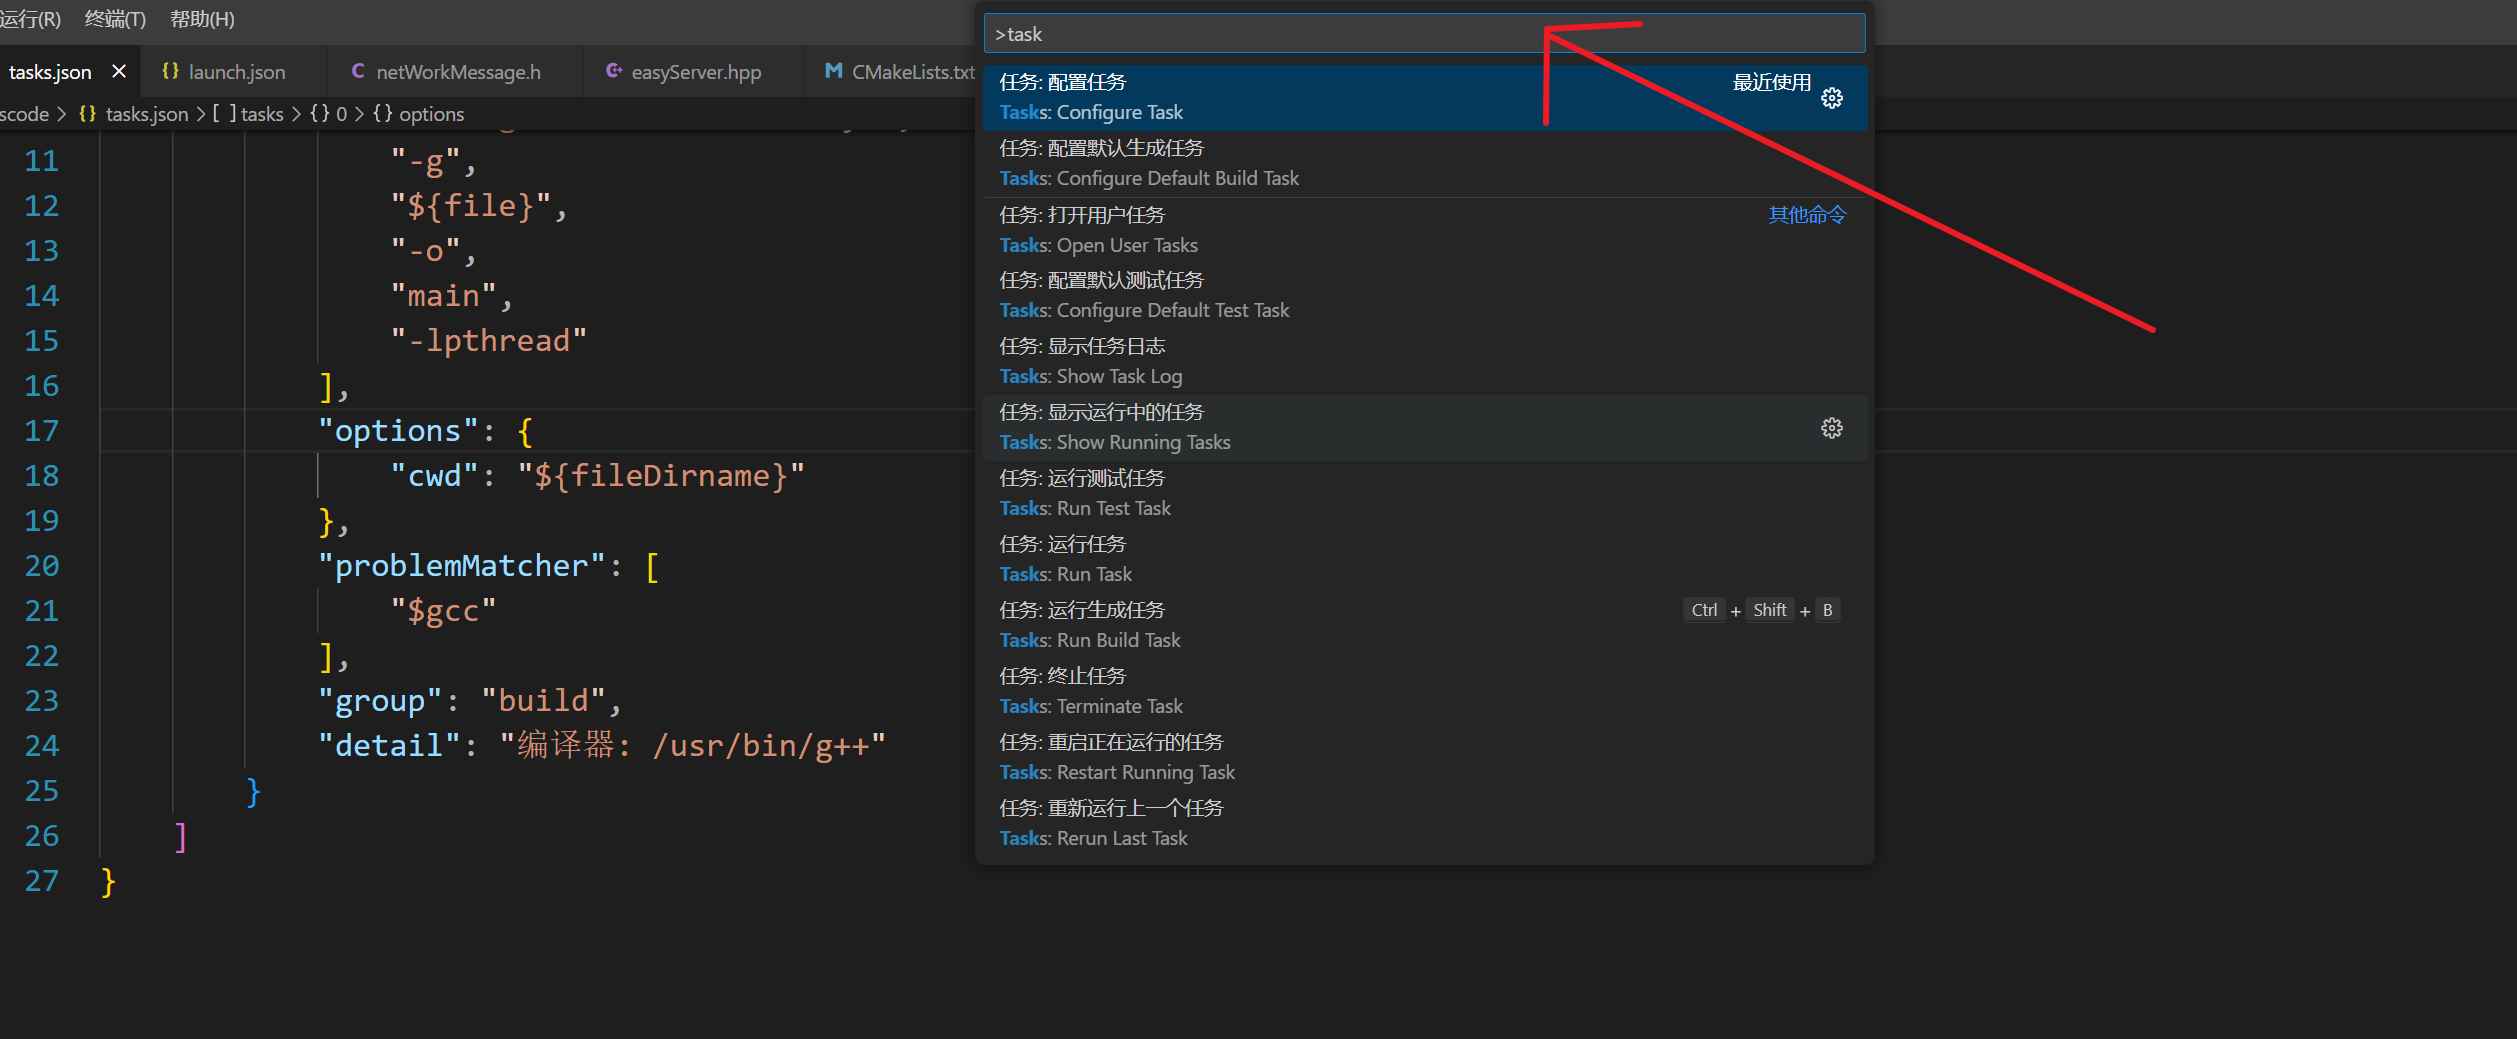 运行(R) 终端(T) 帮助(H)
tasks.json launch.json netWorkMessage.h easyServer.hpp CMakeLists.txt
scode > {} tasks.json > [ ] tasks > {} 0 > {} options
11 "-g",
12 "${file}",
13 "-o",
14 "main",
15 "-lpthread"
16 ],
17 "options": {
18 "cwd": "${fileDirname}"
19 },
20 "problemMatcher": [
21 "$gcc"
22 ],
23 "group": "build",
24 "detail": "编译器: /usr/bin/g++"
25 }
26 ]
27 }
>task
任务: 配置任务 最近使用
Tasks: Configure Task
任务: 配置默认生成任务
Tasks: Configure Default Build Task
任务: 打开用户任务 其他命令
Tasks: Open User Tasks
任务: 配置默认测试任务
Tasks: Configure Default Test Task
任务: 显示任务日志
Tasks: Show Task Log
任务: 显示运行中的任务
Tasks: Show Running Tasks
任务: 运行测试任务
Tasks: Run Test Task
任务: 运行任务
Tasks: Run Task
任务: 运行生成任务 Ctrl + Shift + B
Tasks: Run Build Task
任务: 终止任务
Tasks: Terminate Task
任务: 重启正在运行的任务
Tasks: Restart Running Task
任务: 重新运行上一个任务
Tasks: Rerun Last Task